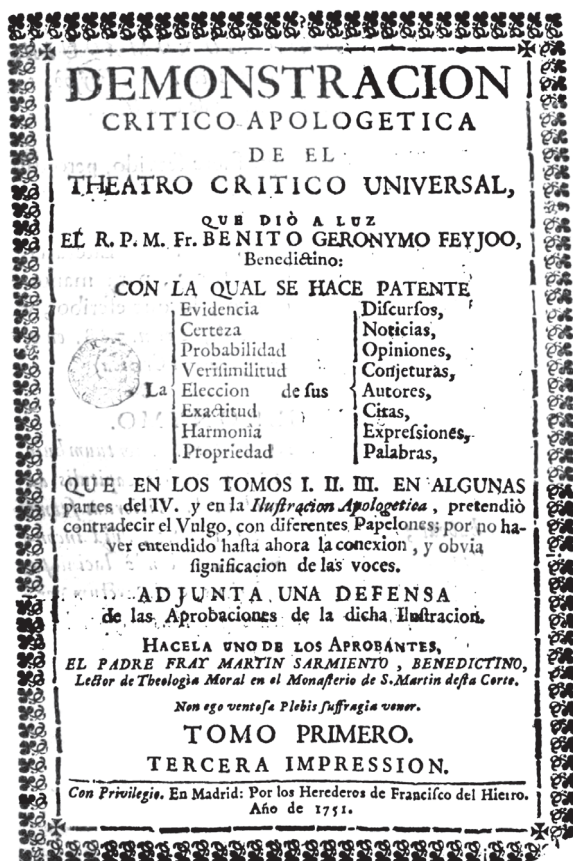 DEMONSTRACION
CRITICO-APOLOGETICA
DE EL
THEATRO CRITICO UNIVERSAL,
QUE DIÒ A LUZ
EL R. P. M. Fr. BENITO GERONYMO FEYJOO,
Benedictino:
CON LA QUAL SE HACE PATENTE
La
Evidencia
Certeza
Probabilidad
Verisimilitud
Eleccion
Exactitud
Harmonìa
Propriedad
de sus
Discursos,
Noticias,
Opiniones,
Conjeturas,
Autores,
Citas,
Expressiones,
Palabras,
QUE EN LOS TOMOS I. II. III. EN ALGUNAS
partes del IV. y en la Ilustracion Apologetica, pretendiò
contradecir el Vulgo, con diferentes Papelones; por no ha-
ver entendido hasta ahora la conexion, y obvia
significacion de las voces.
ADJUNTA UNA DEFENSA
de las Aprobaciones de la dicha Ilustracion.
HACELA UNO DE LOS APROBANTES,
EL PADRE FRAY MARTIN SARMIENTO, BENEDICTINO,
Lector de Theologìa Moral en el Monasterio de S. Martin desta Corte.
Non ego ventosæ Plebis suffragia venor.
TOMO PRIMERO.
TERCERA IMPRESSION.
Con Privilegio. En Madrid: Por los Herederos de Francisco del Hierro.
Año de 1751.